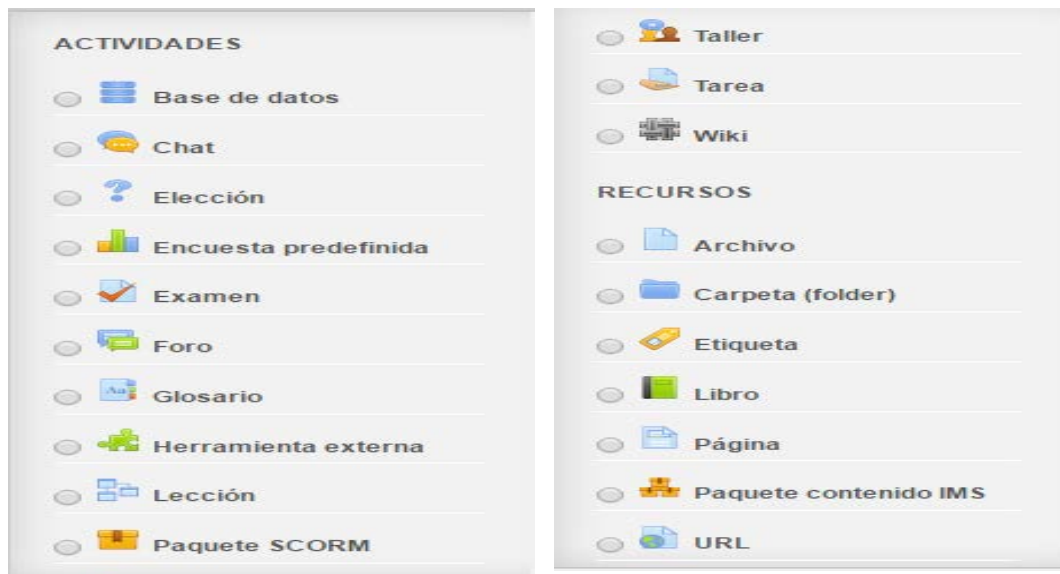 ACTIVIDADES
Base de datos
Chat
Elección
Encuesta predefinida
Examen
Foro
Glosario
Herramienta externa
Lección
Paquete SCORM
Taller
Tarea
Wiki
RECURSOS
Archivo
Carpeta (folder)
Etiqueta
Libro
Página
Paquete contenido IMS
URL